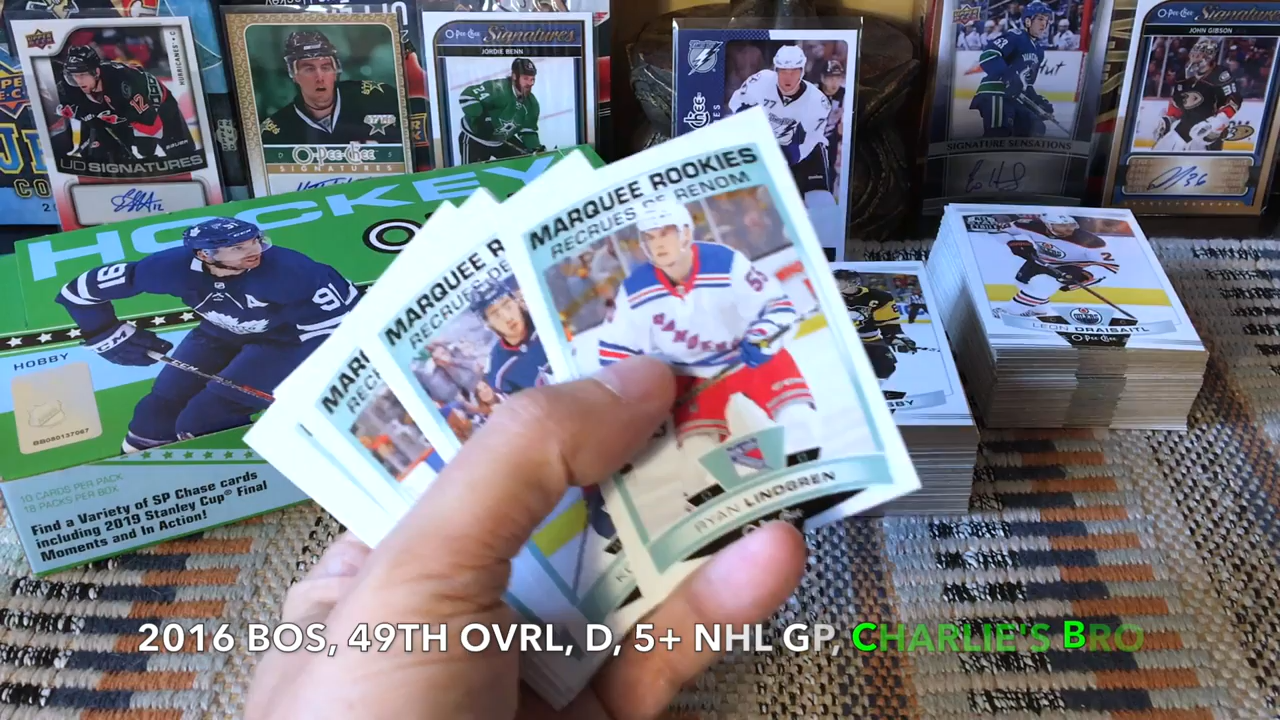 HURRICANES • C
UD SIGNATURES
O-Pee-Chee
SIGNATURES
O-Pee-Chee Signatures
JORDIE BENN
SIGNATURE SENSATIONS
O-Pee-Chee Signatures
JOHN GIBSON
HOCKEY
HOBBY
10 CARDS PER PACK
18 PACKS PER BOX
Find a Variety of SP Chase cards
including 2019 Stanley Cup® Final
Moments and In Action!
MARQUEE ROOKIES
RECRUES DE RENOM
RYAN LINDGREN
MARQUEE R
LEON DRAISAITL
O-Pee-Chee
2016 BOS, 49TH OVRL, D, 5+ NHL GP, CHARLIE'S BRO